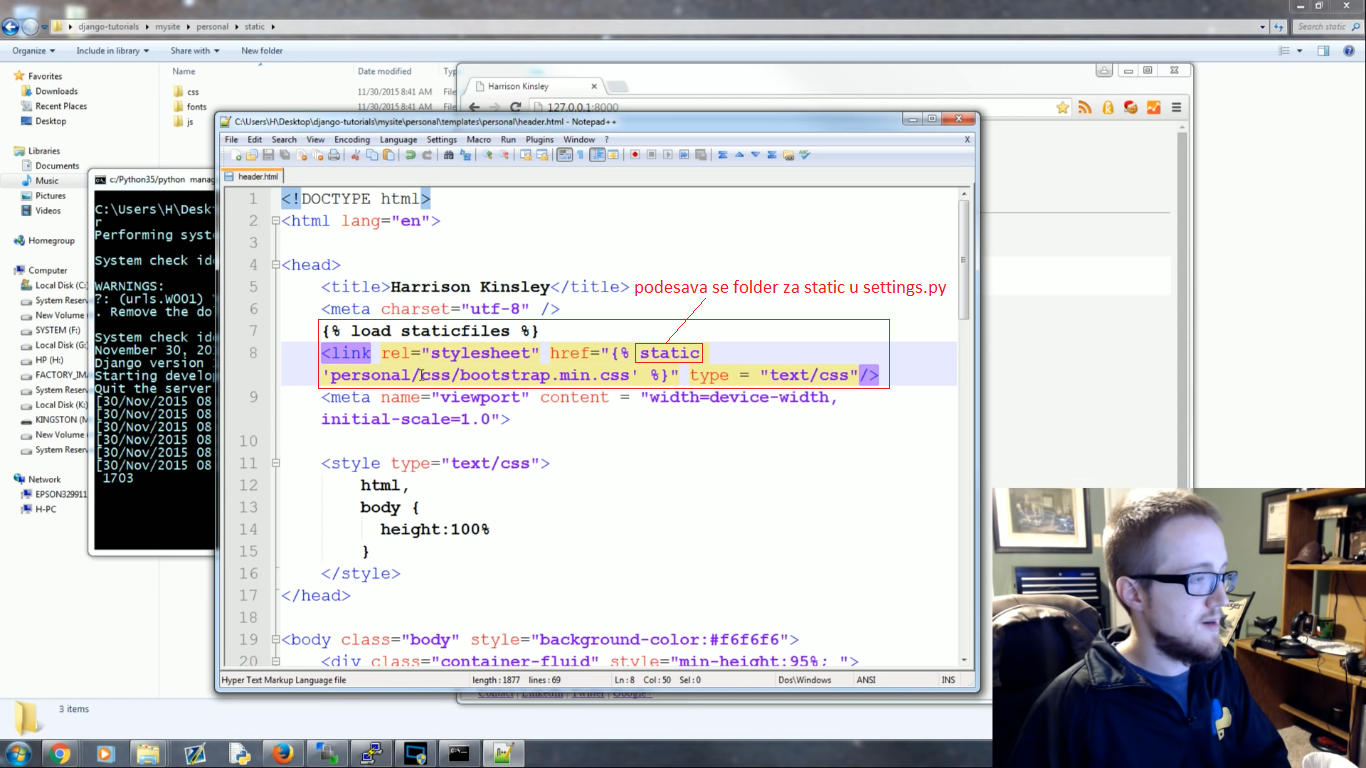 django-tutorials mysite personal static
Search static
Organize Include in library Share with New folder
Favorites
Downloads
Recent Places
Desktop
Libraries
Documents
Music
Pictures
Videos
Homegroup
Computer
Local Disk (C:
System Reserv
New Volume
SYSTEM (F:)
Local Disk (G:
HP (H:)
FACTORY_IM
Local Disk (J:
System Reserv
Local Disk (K:
KINGSTON (M
New Volume
System Reserv
Network
EPSON329911
H-PC
3 items
Name Date modified Typ
css 11/30/2015 8:41 AM File
fonts 11/30/2015 8:41 AM File
js 11/30/2015 8:41 AM File
Harrison Kinsley
127.0.0.1:8000
c:/Python35/python manag
C:\Users\H\Deskt
r
Performing syste
System check ide
WARNINGS:
?: (urls.W001)
. Remove the dol
System check ide
November 30, 201
Django version
Starting develop
Quit the server
[30/Nov/2015 08
[30/Nov/2015 08
[30/Nov/2015 08
[30/Nov/2015 08
[30/Nov/2015 08
[30/Nov/2015 08
1703
C:\Users\H\Desktop\django-tutorials\mysite\personal\templates\personal\header.html - Notepad++
File Edit Search View Encoding Language Settings Macro Run Plugins Window ? X
header.html
1 <!DOCTYPE html>
2 <html lang="en">
3
4 <head>
5 <title>Harrison Kinsley</title>
podesava se folder za static u settings.py
6 <meta charset="utf-8" />
7 {% load staticfiles %}
8 <link rel="stylesheet" href="{% static
'personal/css/bootstrap.min.css' %}" type = "text/css"/>
9 <meta name="viewport" content = "width=device-width,
initial-scale=1.0">
10
11 <style type="text/css">
12 html,
13 body {
14 height:100%
15 }
16 </style>
17 </head>
18
19 <body class="body" style="background-color:#f6f6f6">
20 <div class="container-fluid" style="min-height:95%; ">
Hyper Text Markup Language file length : 1877 lines : 69 Ln : 8 Col : 50 Sel : 0 Dos\Windows ANSI INS
Contact | LinkedIn | Twitter | Google+